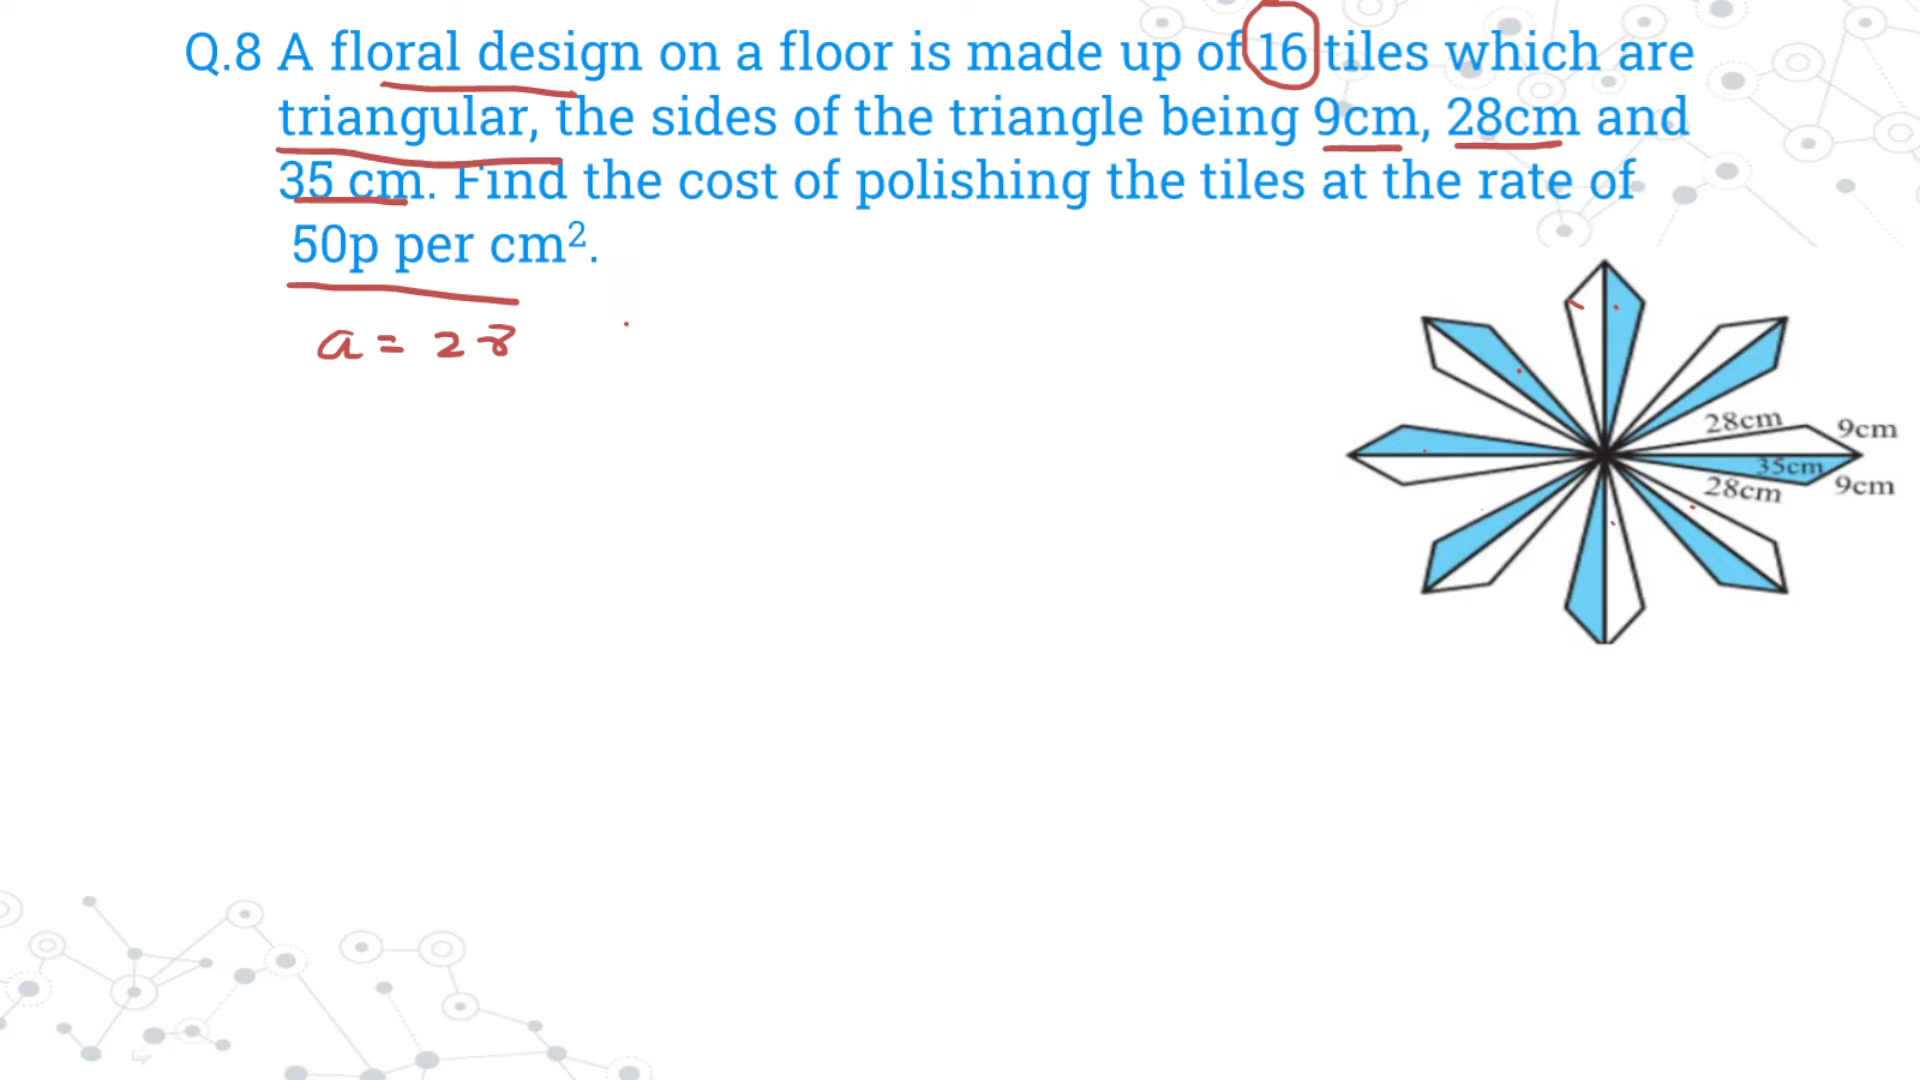 Q.8 A floral design on a floor is made up of 16 tiles which are
triangular, the sides of the triangle being 9cm, 28cm and
35 cm. Find the cost of polishing the tiles at the rate of
50p per cm².
a = 28
28cm
9cm
35cm
28cm
9cm